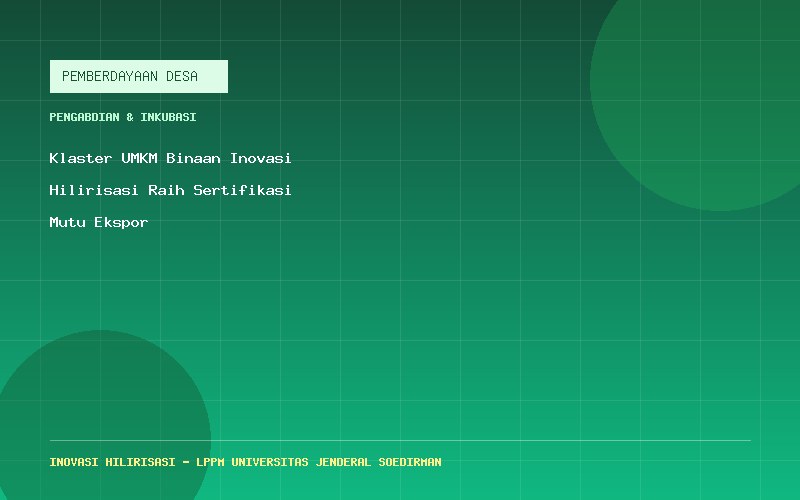 PEMBERDAYAAN DESA
PENGABDIAN & INKUBASI
Klaster UMKM Binaan Inovasi
Hilirisasi Raih Sertifikasi
Mutu Ekspor
INOVASI HILIRISASI - LPPM UNIVERSITAS JENDERAL SOEDIRMAN